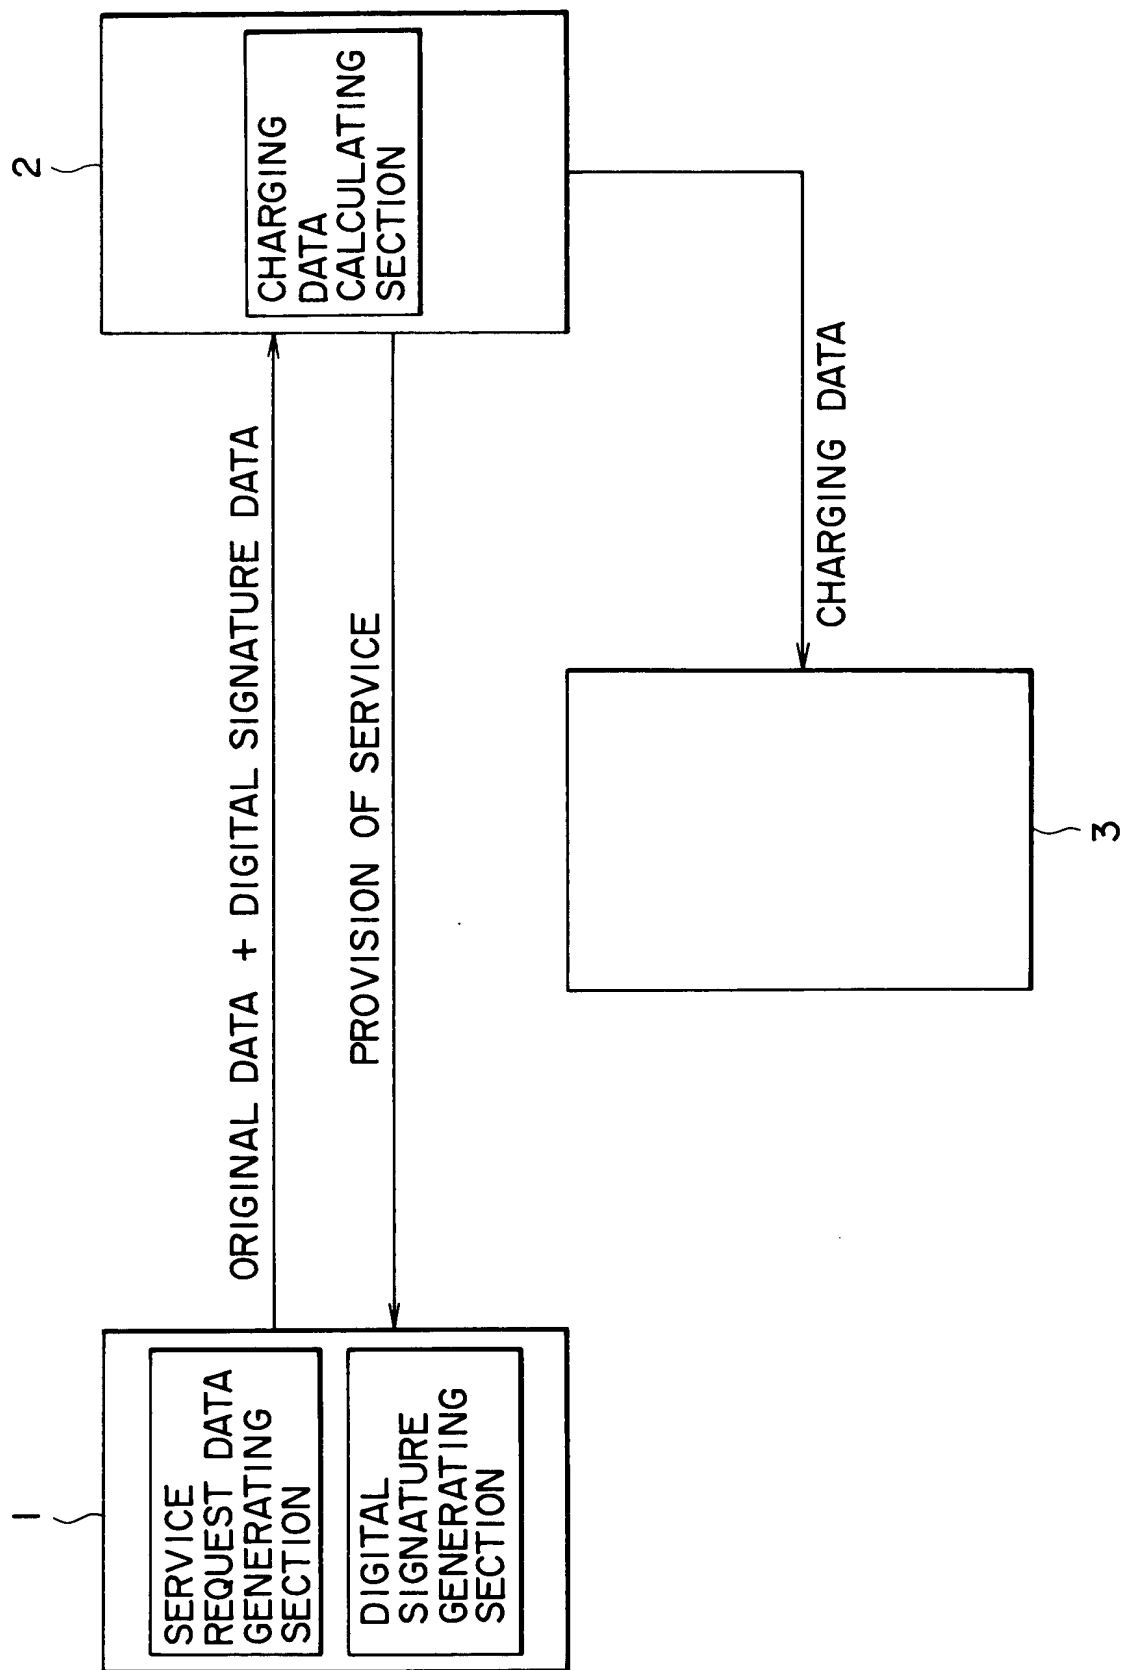 1
SERVICE
REQUEST DATA
GENERATING
SECTION
DIGITAL
SIGNATURE
GENERATING
SECTION
ORIGINAL DATA + DIGITAL SIGNATURE DATA
PROVISION OF SERVICE
2
CHARGING
DATA
CALCULATING
SECTION
CHARGING DATA
3